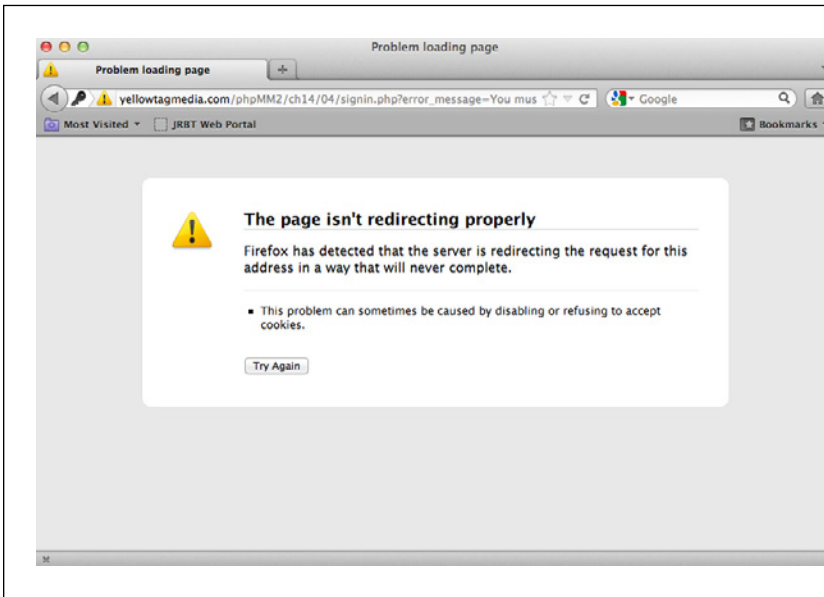 Problem loading page
Problem loading page
yellowtagmedia.com/phpMM2/ch14/04/signin.php?error_message=You mus
Google
Most Visited
JRBT Web Portal
Bookmarks
The page isn't redirecting properly
Firefox has detected that the server is redirecting the request for this
address in a way that will never complete.
This problem can sometimes be caused by disabling or refusing to accept
cookies.
Try Again